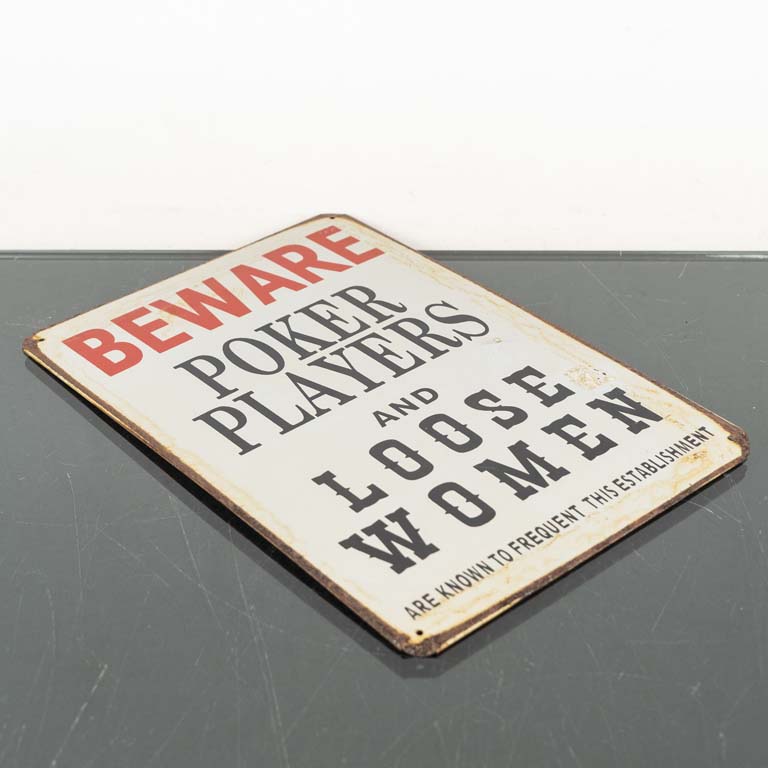 BEWARE
POKER
PLAYERS
AND
LOOSE
WOMEN
ARE KNOWN TO FREQUENT THIS ESTABLISHMENT